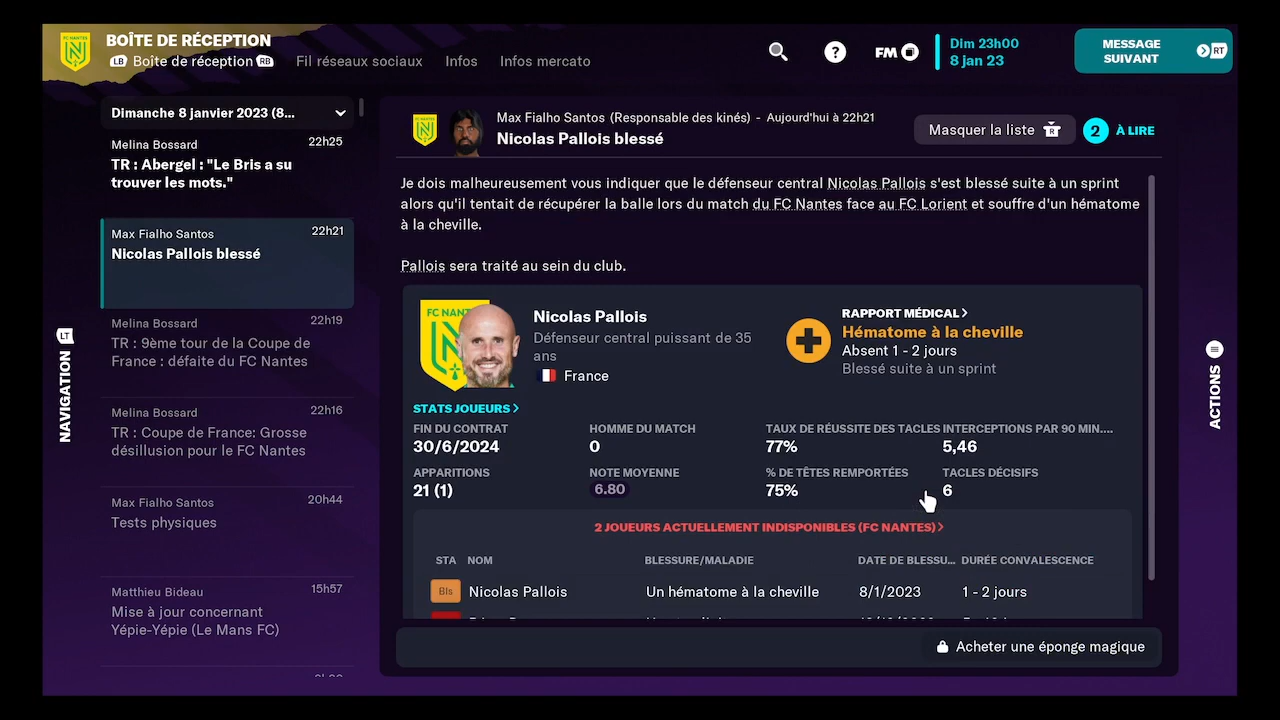 FC NANTES
BOÎTE DE RÉCEPTION
LB Boîte de réception RB
Fil réseaux sociaux
Infos
Infos mercato
?
FM
Dim 23h00
8 jan 23
MESSAGE
SUIVANT
RT
Dimanche 8 janvier 2023 (8...
Melina Bossard
22h25
TR : Abergel : "Le Bris a su
trouver les mots."
Max Fialho Santos
22h21
Nicolas Pallois blessé
Melina Bossard
22h19
TR : 9ème tour de la Coupe de
France : défaite du FC Nantes
Melina Bossard
22h16
TR : Coupe de France: Grosse
désillusion pour le FC Nantes
Max Fialho Santos
20h44
Tests physiques
Matthieu Bideau
15h57
Mise à jour concernant
Yépie-Yépie (Le Mans FC)
LT
NAVIGATION
Max Fialho Santos (Responsable des kinés) - Aujourd'hui à 22h21
Nicolas Pallois blessé
Masquer la liste
R
2 À LIRE
Je dois malheureusement vous indiquer que le défenseur central Nicolas Pallois s'est blessé suite à un sprint
alors qu'il tentait de récupérer la balle lors du match du FC Nantes face au FC Lorient et souffre d'un hématome
à la cheville.
Pallois sera traité au sein du club.
FC NANT
Nicolas Pallois
Défenseur central puissant de 35
ans
France
RAPPORT MÉDICAL >
Hématome à la cheville
Absent 1 - 2 jours
Blessé suite à un sprint
STATS JOUEURS >
FIN DU CONTRAT
30/6/2024
HOMME DU MATCH
0
TAUX DE RÉUSSITE DES TACLES
77%
INTERCEPTIONS PAR 90 MIN....
5,46
APPARITIONS
21 (1)
NOTE MOYENNE
6.80
% DE TÊTES REMPORTÉES
75%
TACLES DÉCISIFS
6
2 JOUEURS ACTUELLEMENT INDISPONIBLES (FC NANTES) >
STA NOM BLESSURE/MALADIE DATE DE BLESSU... DURÉE CONVALESCENCE
Bls Nicolas Pallois Un hématome à la cheville 8/1/2023 1 - 2 jours
Acheter une éponge magique
ACTIONS